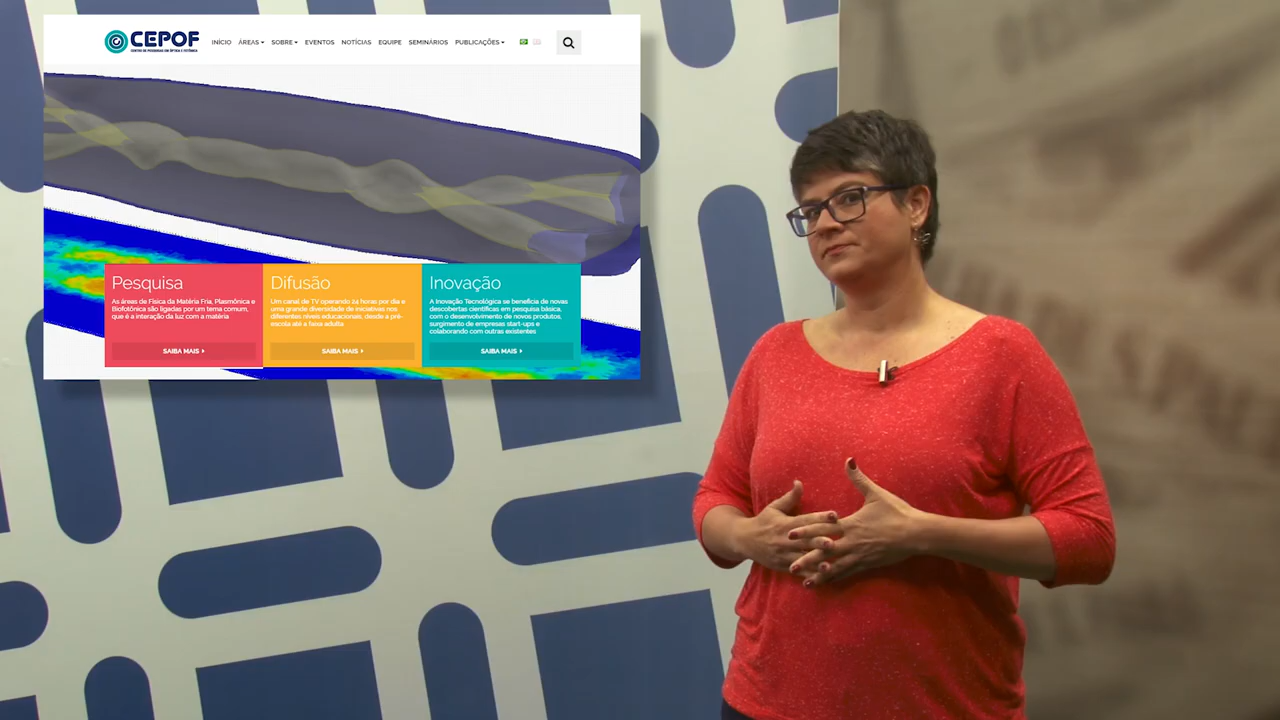 CEPOF
CENTRO DE PESQUISAS EM ÓPTICA E FOTÔNICA
INÍCIO ÁREAS SOBRE EVENTOS NOTÍCIAS EQUIPE SEMINÁRIOS PUBLICAÇÕES
Pesquisa
As áreas de Física da Matéria Fria, Plasmônica e
Biofotônica são ligadas por um tema comum,
que é a interação da luz com a matéria
SAIBA MAIS
Difusão
Um canal de TV operando 24 horas por dia e
uma grande diversidade de iniciativas nos
diferentes níveis educacionais, desde a pré-
escola até a faixa adulta
SAIBA MAIS
Inovação
A Inovação Tecnológica se beneficia de novas
descobertas científicas em pesquisa básica,
com o desenvolvimento de novos produtos,
surgimento de empresas start-ups e
colaborando com outras existentes
SAIBA MAIS